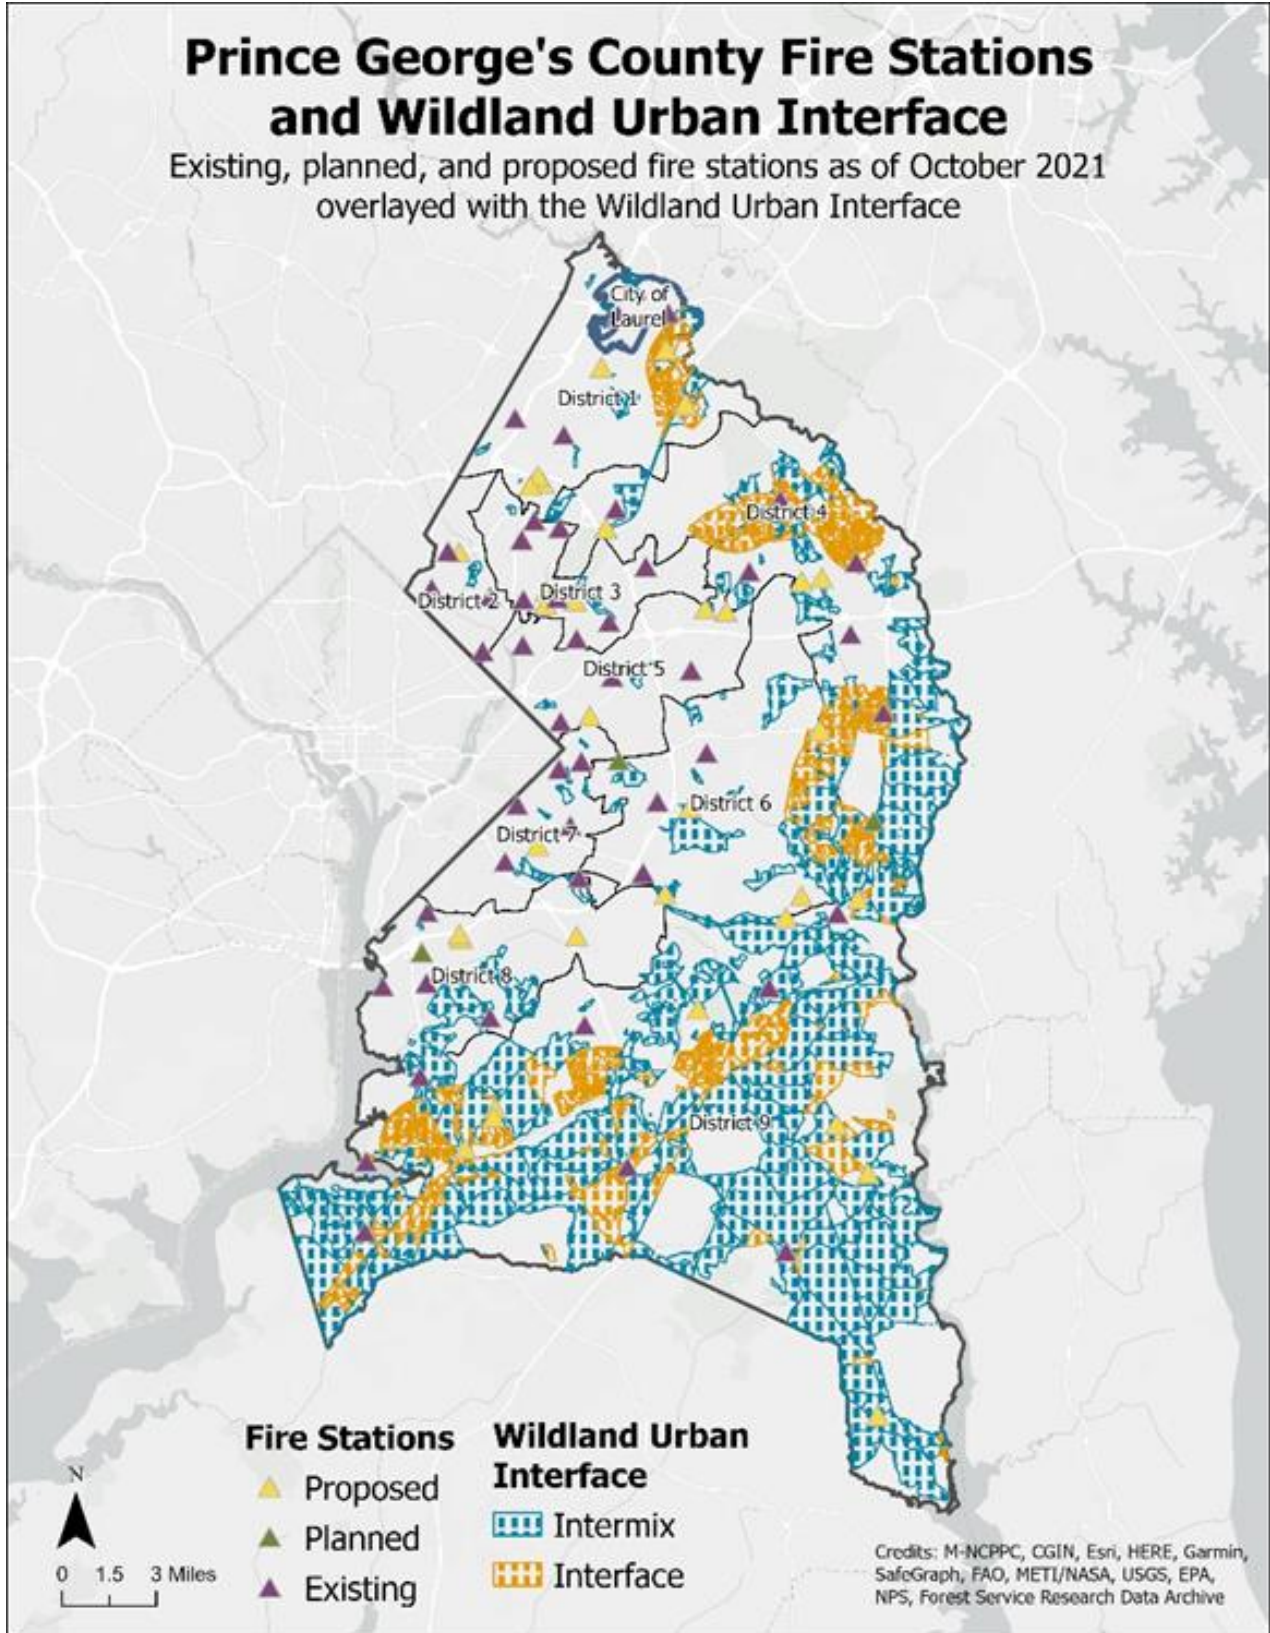 Prince George's County Fire Stations
and Wildland Urban Interface
Existing, planned, and proposed fire stations as of October 2021
overlayed with the Wildland Urban Interface
City of
Laurel
District 1
District 4
District 2
District 3
District 5
District 6
District 7
District 8
District 9
Fire Stations
Proposed
Planned
Existing
Wildland Urban
Interface
Intermix
Interface
N
0 1.5 3 Miles
Credits: M-NCPPC, CGIN, Esri, HERE, Garmin,
SafeGraph, FAO, METI/NASA, USGS, EPA,
NPS, Forest Service Research Data Archive